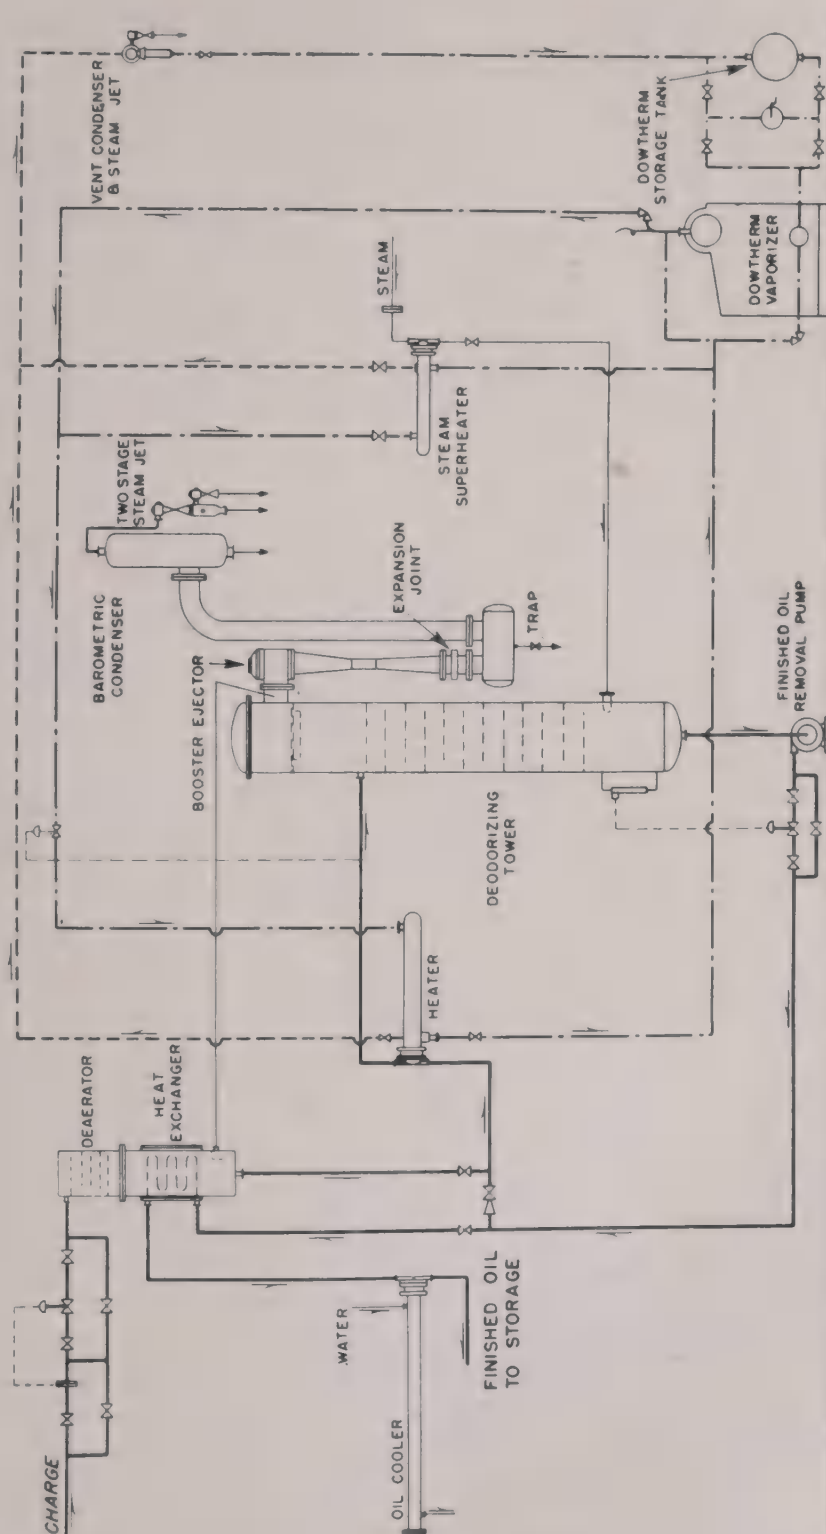 VENT CONDENSER
& STEAM JET
DOWTHERM
STORAGE TANK
DOWTHERM
VAPORIZER
STEAM
STEAM
SUPERHEATER
TWO STAGE
STEAM JET
BAROMETRIC
CONDENSER
EXPANSION
JOINT
TRAP
BOOSTER EJECTOR
FINISHED OIL
REMOVAL PUMP
DEODORIZING
TOWER
HEATER
DEAERATOR
HEAT
EXCHANGER
WATER
FINISHED OIL
TO STORAGE
OIL COOLER
CHARGE